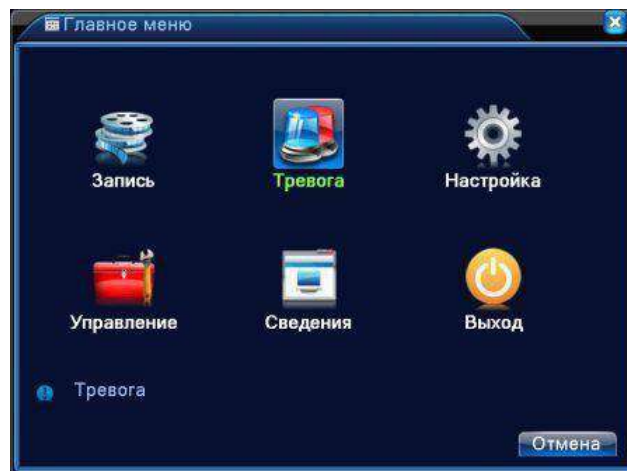 Главное меню
Запись Тревога Настройка
Управление Сведения Выход
Тревога
Отмена